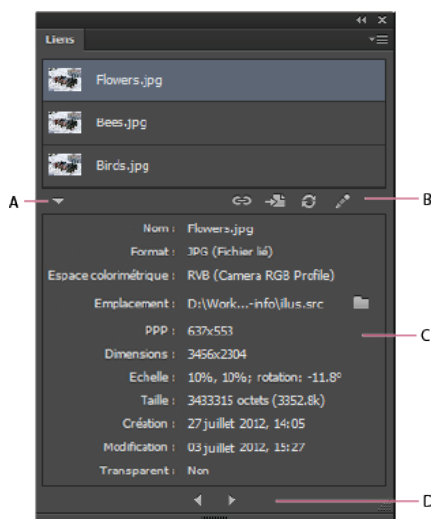 Liens
Flowers.jpg
Bees.jpg
Birds.jpg
A
B
Nom : Flowers.jpg
Format : JPG (Fichier lié)
Espace colorimétrique : RVB (Camera RGB Profile)
Emplacement : D:\Work...-info\ilus.src
PPP : 637x553
C
Dimensions : 3456x2304
Echelle : 10%, 10%; rotation: -11.8º
Taille : 3433315 octets (3352.8k)
Création : 27 juillet 2012, 14:05
Modification : 03 juillet 2012, 15:27
Transparent : Non
D